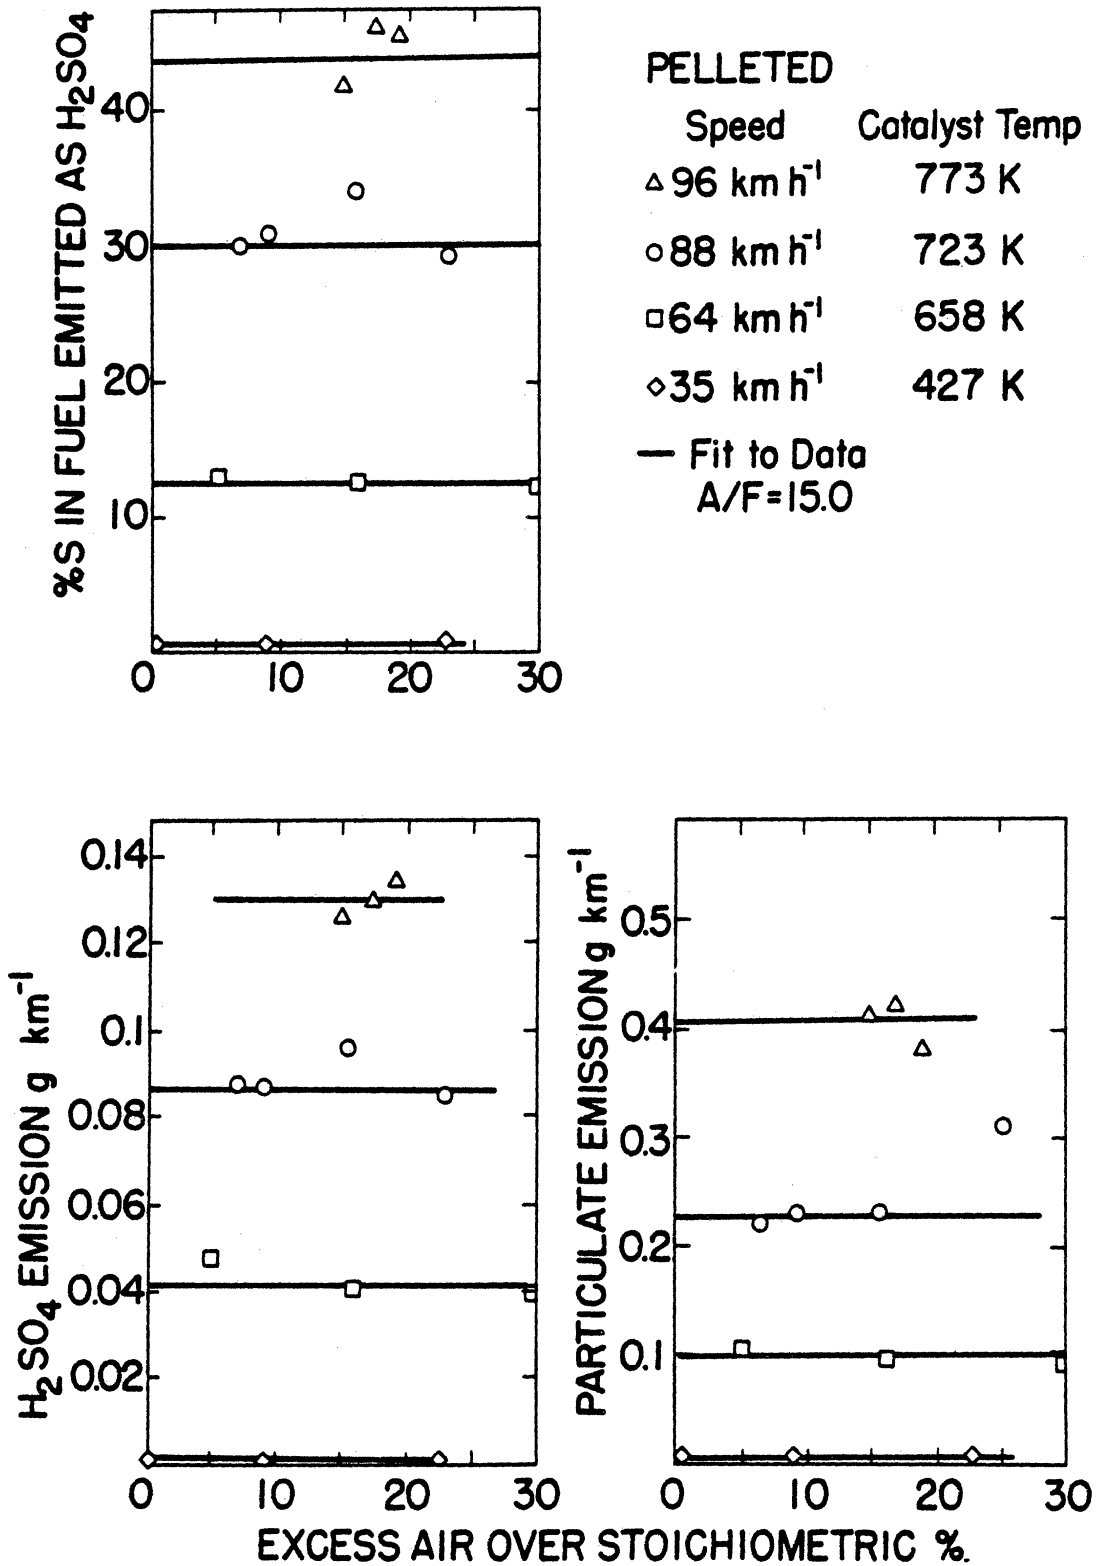 %S IN FUEL EMITTED AS H₂SO₄
40
30
20
10
0 10 20 30
PELLETED
Speed Catalyst Temp
△ 96 km h⁻¹ 773 K
○ 88 km h⁻¹ 723 K
□ 64 km h⁻¹ 658 K
◇ 35 km h⁻¹ 427 K
— Fit to Data
A/F=15.0
H₂SO₄ EMISSION g km⁻¹
0.14
0.12
0.1
0.08
0.06
0.04
0.02
0 10 20 30
PARTICULATE EMISSION g km⁻¹
0.5
0.4
0.3
0.2
0.1
0 10 20 30
EXCESS AIR OVER STOICHIOMETRIC %.